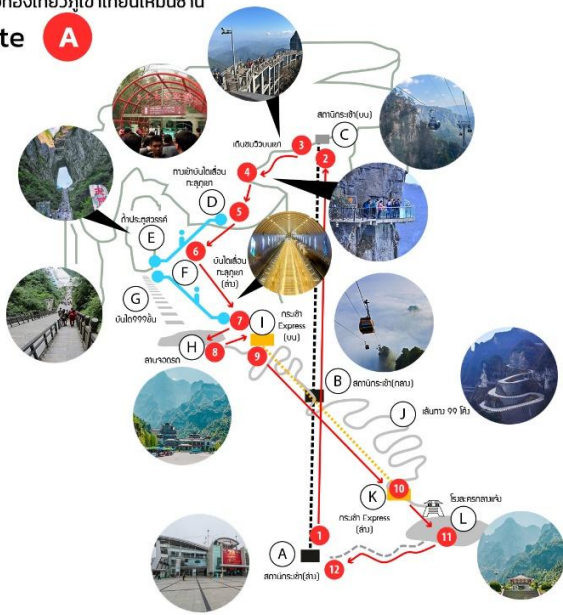 te A
สถานีกระเช้า(บน)
C
เดินชมวิวบนเขา
3
2
ทางเข้าบันไดเลื่อน
ทะลุภูเขา
4
D
5
ถ้ำประตูสวรรค์
E
6
บันไดเลื่อน
ทะลุภูเขา
(ล่าง)
F
G
บันได999ขั้น
7
I
กระเช้า
Express
(บน)
H
ลานจอดรถ
8
9
B
สถานีกระเช้า(กลาง)
J
เส้นทาง 99 โค้ง
10
K
กระเช้า Express
(ล่าง)
โรงละครกลางแจ้ง
L
11
1
A
สถานีกระเช้า(ล่าง)
12